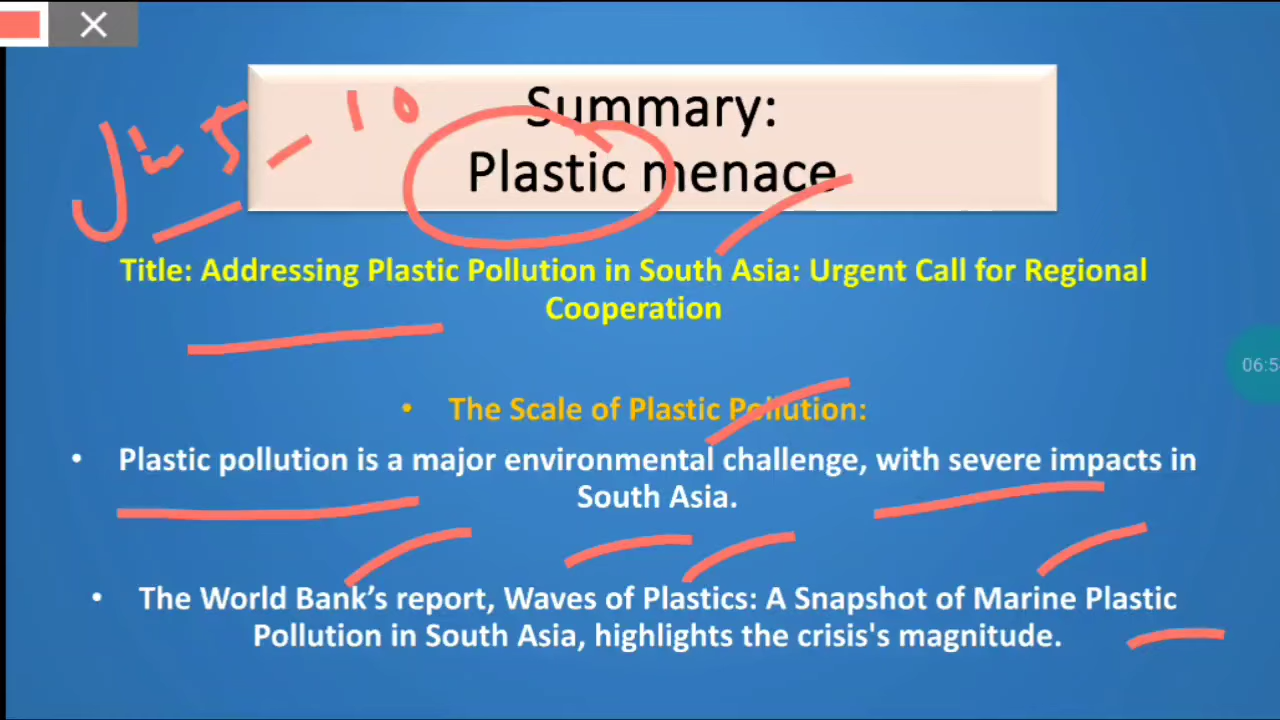 Summary:
Plastic menace
Title: Addressing Plastic Pollution in South Asia: Urgent Call for Regional
Cooperation
• The Scale of Plastic Pollution:
• Plastic pollution is a major environmental challenge, with severe impacts in
South Asia.
• The World Bank's report, Waves of Plastics: A Snapshot of Marine Plastic
Pollution in South Asia, highlights the crisis's magnitude.